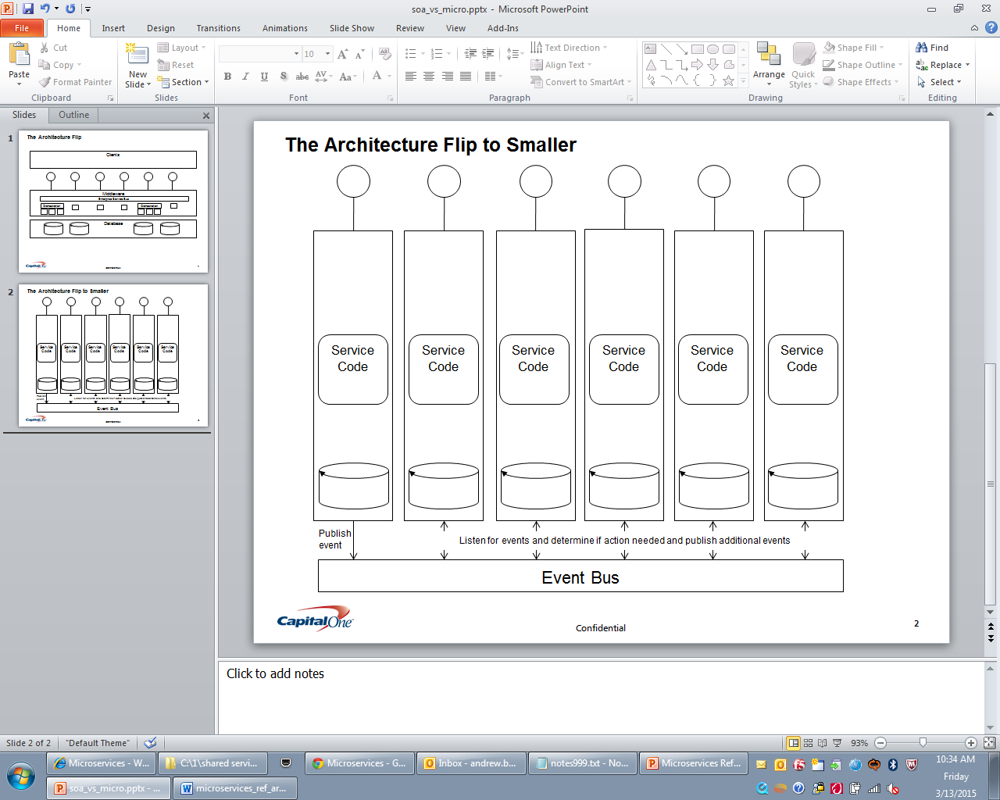 soa_vs_micro.pptx - Microsoft PowerPoint
File Home Insert Design Transitions Animations Slide Show Review View Add-Ins
Paste
Cut
Copy
Format Painter
Clipboard
New
Slide
Layout
Reset
Section
Slides
10
B I U S abc AV Aa A
Font
Text Direction
Align Text
Convert to SmartArt
Paragraph
Arrange
Quick
Styles
Shape Fill
Shape Outline
Shape Effects
Drawing
Find
Replace
Select
Editing
Slides Outline
1
The Architecture Flip
Clients
Middleware
Enterprise Service Bus
Orchestration Orchestration
Database
2
The Architecture Flip to Smaller
Service Service Service Service Service Service
Code Code Code Code Code Code
Publish
event
Event Bus
The Architecture Flip to Smaller
Service Service Service Service Service Service
Code Code Code Code Code Code
Publish
event
Listen for events and determine if action needed and publish additional events
Event Bus
CapitalOne
Confidential
2
Click to add notes
Slide 2 of 2 "Default Theme" 93%
Microservices - W... C:\1\shared servi... Microservices - G... Inbox - andrew.b... notes999.txt - No... Microservices Ref...
soa_vs_micro.pptx - ... microservices_ref_ar...
10:34 AM
Friday
3/13/2015